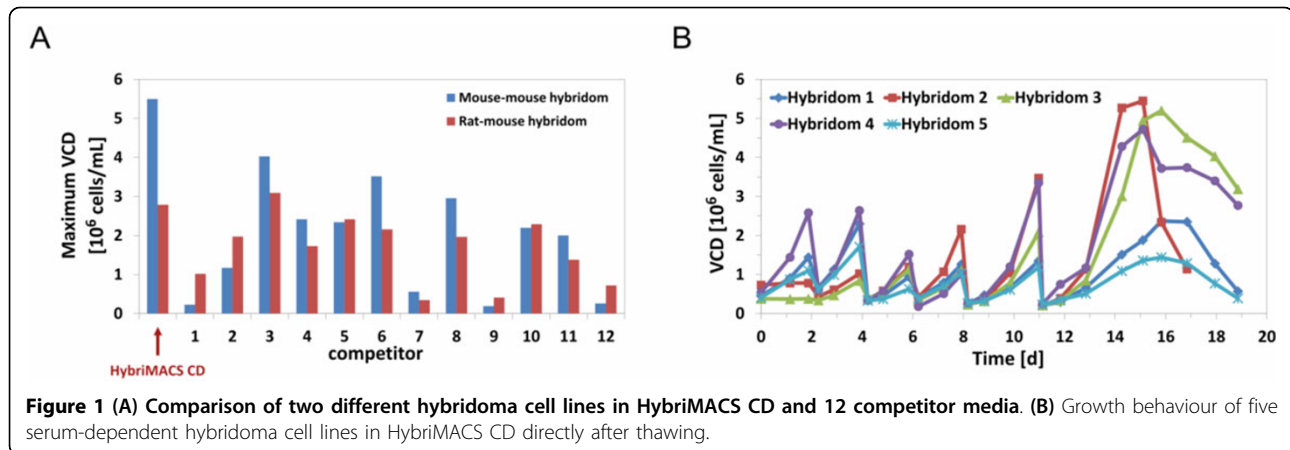 A
Maximum VCD
[10⁶ cells/mL]
6
5
4
3
2
1
0
Mouse-mouse hybridom
Rat-mouse hybridom
1 2 3 4 5 6 7 8 9 10 11 12
competitor
HybriMACS CD
B
VCD [10⁶ cells/mL]
6
5
4
3
2
1
0
Hybridom 1 Hybridom 2 Hybridom 3
Hybridom 4 Hybridom 5
0 2 4 6 8 10 12 14 16 18 20
Time [d]
Figure 1 (A) Comparison of two different hybridoma cell lines in HybriMACS CD and 12 competitor media. (B) Growth behaviour of five
serum-dependent hybridoma cell lines in HybriMACS CD directly after thawing.